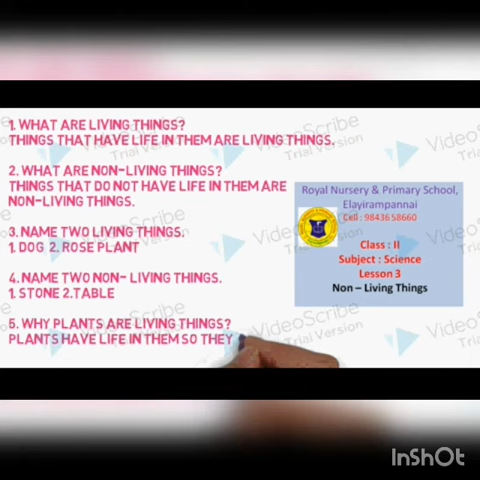 1. WHAT ARE LIVING THINGS?
THINGS THAT HAVE LIFE IN THEM ARE LIVING THINGS.
2. WHAT ARE NON-LIVING THINGS?
THINGS THAT DO NOT HAVE LIFE IN THEM ARE
NON-LIVING THINGS.
3. NAME TWO LIVING THINGS.
1. DOG 2. ROSE PLANT
4. NAME TWO NON- LIVING THINGS.
1. STONE 2.TABLE
5. WHY PLANTS ARE LIVING THINGS?
PLANTS HAVE LIFE IN THEM SO THEY
Royal Nursery & Primary School,
Elayirampannai
Cell : 98436 58660
Class : II
Subject : Science
Lesson 3
Non – Living Things
VideoScribe
Trial Version
InShOt